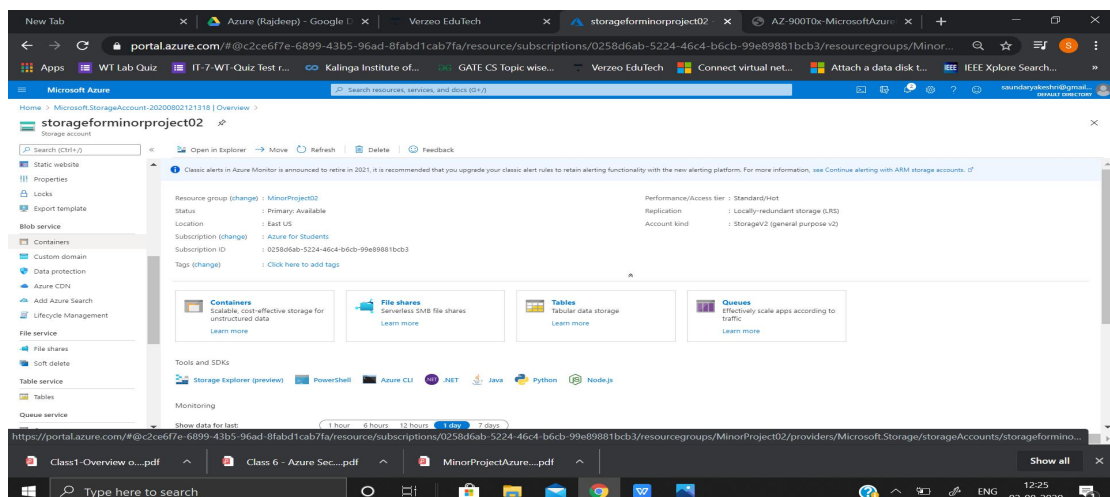 New Tab
Azure (Rajdeep) - Google D
Verzeo EduTech
storageforminorproject02 -
AZ-900T0x-MicrosoftAzure
portal.azure.com/#@c2ce6f7e-6899-43b5-96ad-8fabd1cab7fa/resource/subscriptions/0258d6ab-5224-46c4-b6cb-99e89881bcb3/resourcegroups/Minor...
Apps
WT Lab Quiz
IT-7-WT-Quiz Test r...
Kalinga Institute of...
GATE CS Topic wise...
Verzeo EduTech
Connect virtual net...
Attach a data disk t...
IEEE Xplore Search...
Microsoft Azure
Search resources, services, and docs (G+/)
saundaryakeshri@gmail...
DEFAULT DIRECTORY
Home > Microsoft.StorageAccount-20200802121318 | Overview >
storageforminorproject02
Storage account
Search (Ctrl+/)
Open in Explorer
Move
Refresh
Delete
Feedback
Static website
Properties
Locks
Export template
Blob service
Containers
Custom domain
Data protection
Azure CDN
Add Azure Search
Lifecycle Management
File service
File shares
Soft delete
Table service
Tables
Queue service
Classic alerts in Azure Monitor is announced to retire in 2021, it is recommended that you upgrade your classic alert rules to retain alerting functionality with the new alerting platform. For more information, see Continue alerting with ARM storage accounts.
Resource group (change) : MinorProject02
Status : Primary: Available
Location : East US
Subscription (change) : Azure for Students
Subscription ID : 0258d6ab-5224-46c4-b6cb-99e89881bcb3
Tags (change) : Click here to add tags
Performance/Access tier : Standard/Hot
Replication : Locally-redundant storage (LRS)
Account kind : StorageV2 (general purpose v2)
Containers
Scalable, cost-effective storage for
unstructured data
Learn more
File shares
Serverless SMB file shares
Learn more
Tables
Tabular data storage
Learn more
Queues
Effectively scale apps according to
traffic
Learn more
Tools and SDKs
Storage Explorer (preview)
PowerShell
Azure CLI
.NET
Java
Python
Node.js
Monitoring
Show data for last:
1 hour
6 hours
12 hours
1 day
7 days
https://portal.azure.com/#@c2ce6f7e-6899-43b5-96ad-8fabd1cab7fa/resource/subscriptions/0258d6ab-5224-46c4-b6cb-99e89881bcb3/resourcegroups/MinorProject02/providers/Microsoft.Storage/storageAccounts/storageformino...
Class1-Overview o....pdf
Class 6 - Azure Sec....pdf
MinorProjectAzure....pdf
Show all
Type here to search
ENG
12:25